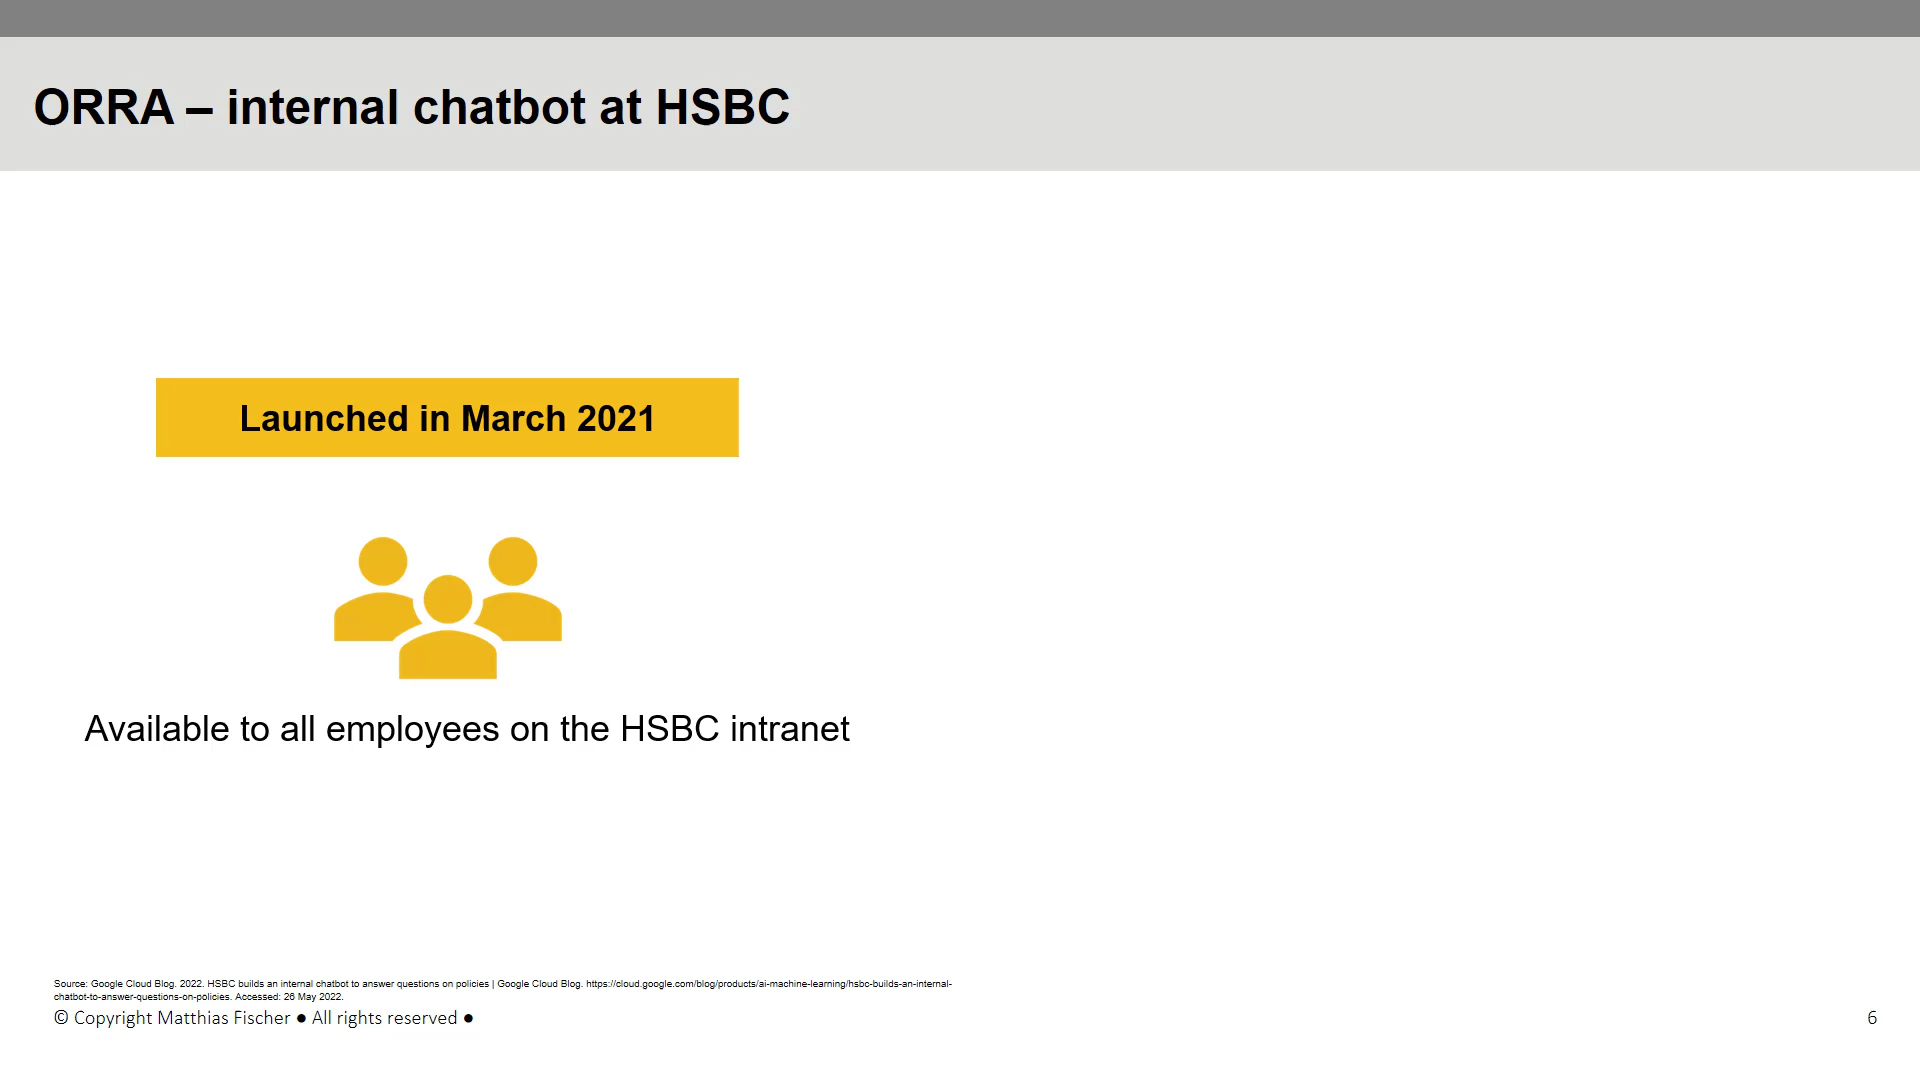 ORRA – internal chatbot at HSBC
Launched in March 2021
Available to all employees on the HSBC intranet
Source: Google Cloud Blog. 2022. HSBC builds an internal chatbot to answer questions on policies | Google Cloud Blog. https://cloud.google.com/blog/products/ai-machine-learning/hsbc-builds-an-internal-
chatbot-to-answer-questions-on-policies. Accessed: 26 May 2022.
© Copyright Matthias Fischer ● All rights reserved ●
6